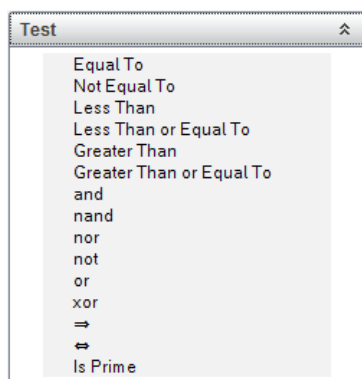 Test
Equal To
Not Equal To
Less Than
Less Than or Equal To
Greater Than
Greater Than or Equal To
and
nand
nor
not
or
xor
⇒
⇔
Is Prime